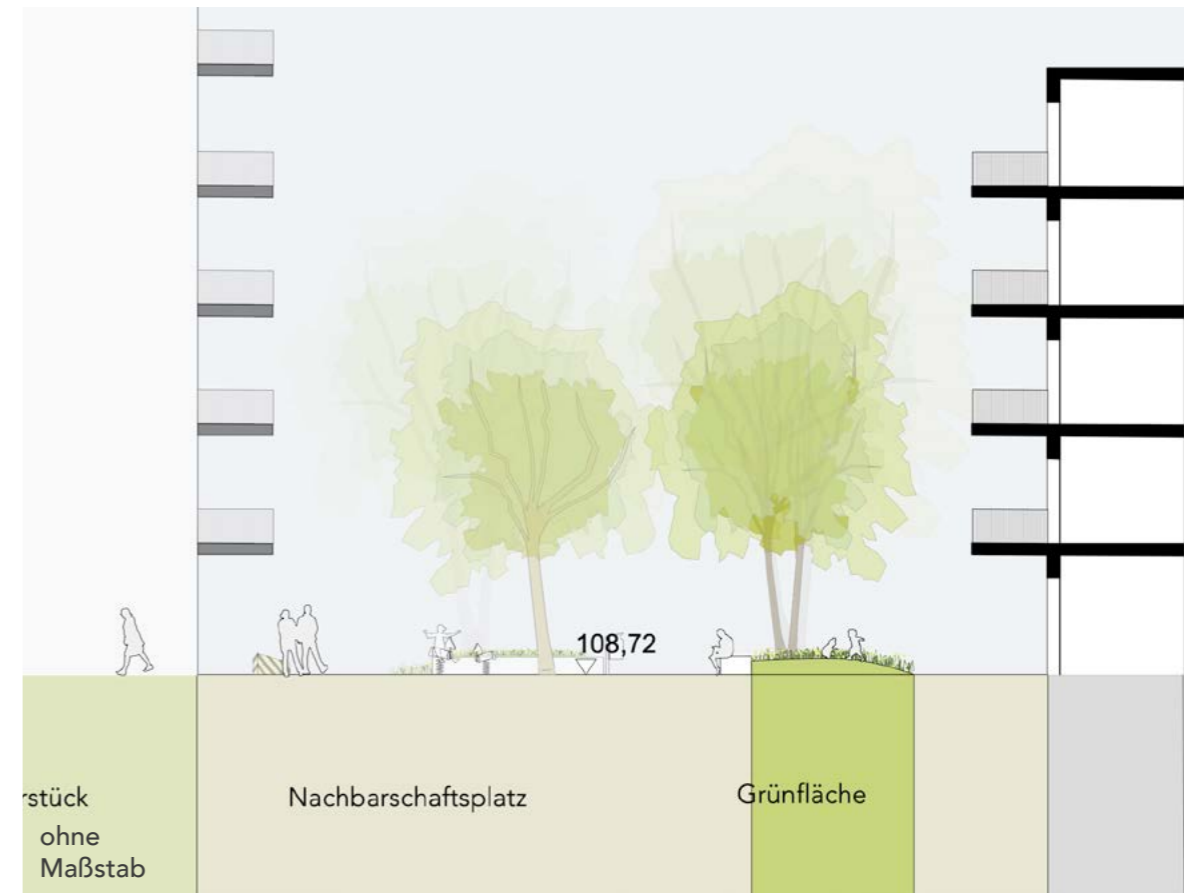 108,72
rstück
Nachbarschaftsplatz
Grünfläche
ohne
Maßstab